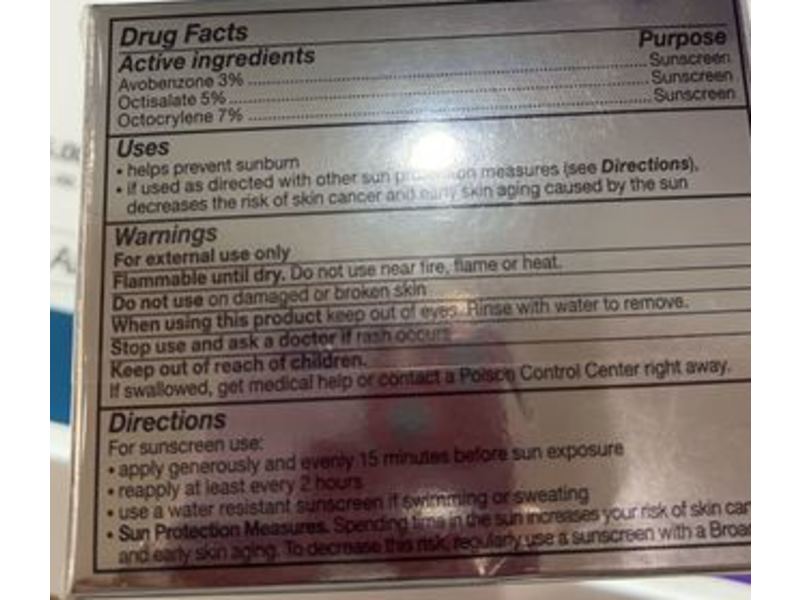 Drug Facts
Active ingredients Purpose
Avobenzone 3% Sunscreen
Octisalate 5% Sunscreen
Octocrylene 7% Sunscreen
Uses
• helps prevent sunburn
• if used as directed with other sun protection measures (see Directions),
decreases the risk of skin cancer and early skin aging caused by the sun
Warnings
For external use only
Flammable until dry. Do not use near fire, flame or heat.
Do not use on damaged or broken skin
When using this product keep out of eyes. Rinse with water to remove.
Stop use and ask a doctor if rash occurs
Keep out of reach of children.
If swallowed, get medical help or contact a Poison Control Center right away.
Directions
For sunscreen use:
• apply generously and evenly 15 minutes before sun exposure
• reapply at least every 2 hours
• use a water resistant sunscreen if swimming or sweating
• Sun Protection Measures. Spending time in the sun increases your risk of skin can
and early skin aging. To decrease this risk, regularly use a sunscreen with a Broa